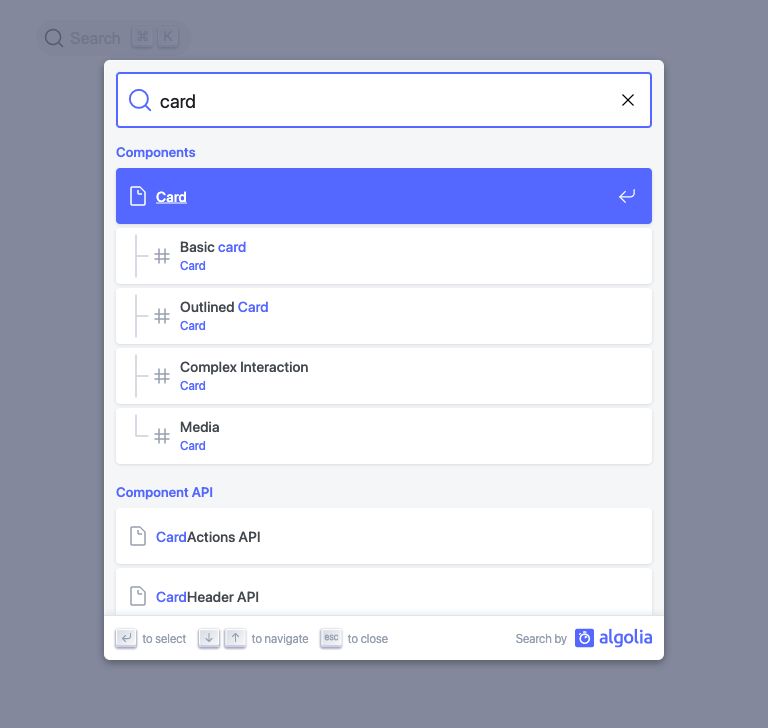 Search ⌘ K
card
Components
Card
Basic card
Card
Outlined Card
Card
Complex Interaction
Card
Media
Card
Component API
CardActions API
CardHeader API
to select
to navigate
esc to close
Search by algolia